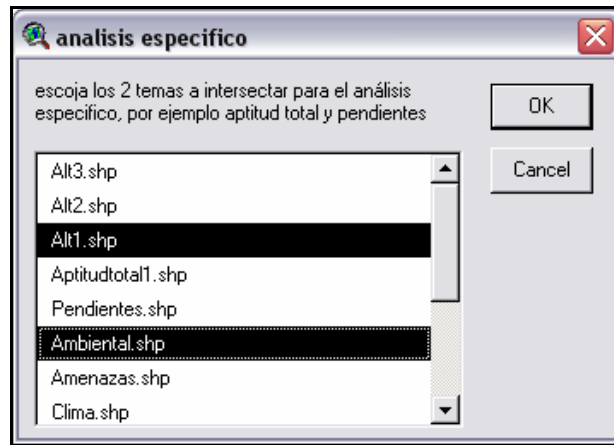 analisis especifico
escoja los 2 temas a intersectar para el análisis
especifico, por ejemplo aptitud total y pendientes
OK
Cancel
Alt3.shp
Alt2.shp
Alt1.shp
Aptitudtotal1.shp
Pendientes.shp
Ambiental.shp
Amenazas.shp
Clima.shp